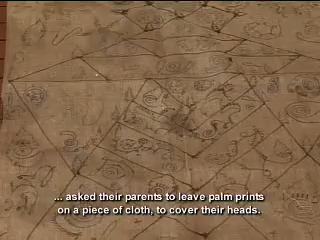 ... asked their parents to leave palm prints
on a piece of cloth, to cover their heads.